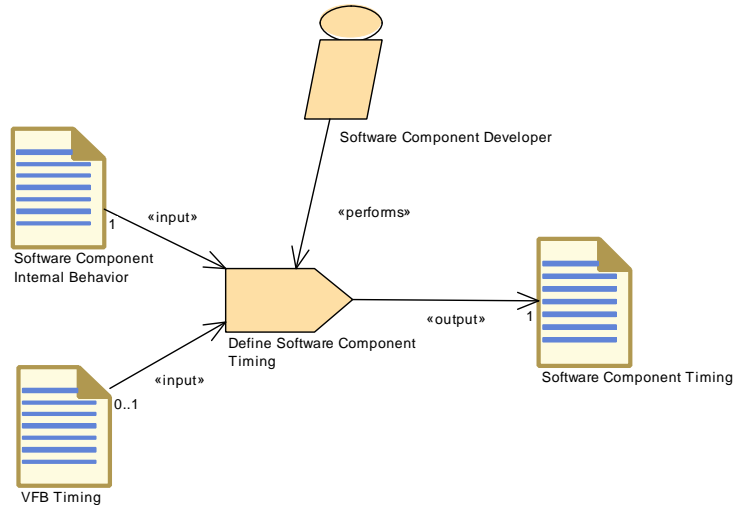 Software Component Developer
«performs»
«input»
1
Software Component
Internal Behavior
«output»
1
Define Software Component
Timing
Software Component Timing
«input»
0..1
VFB Timing